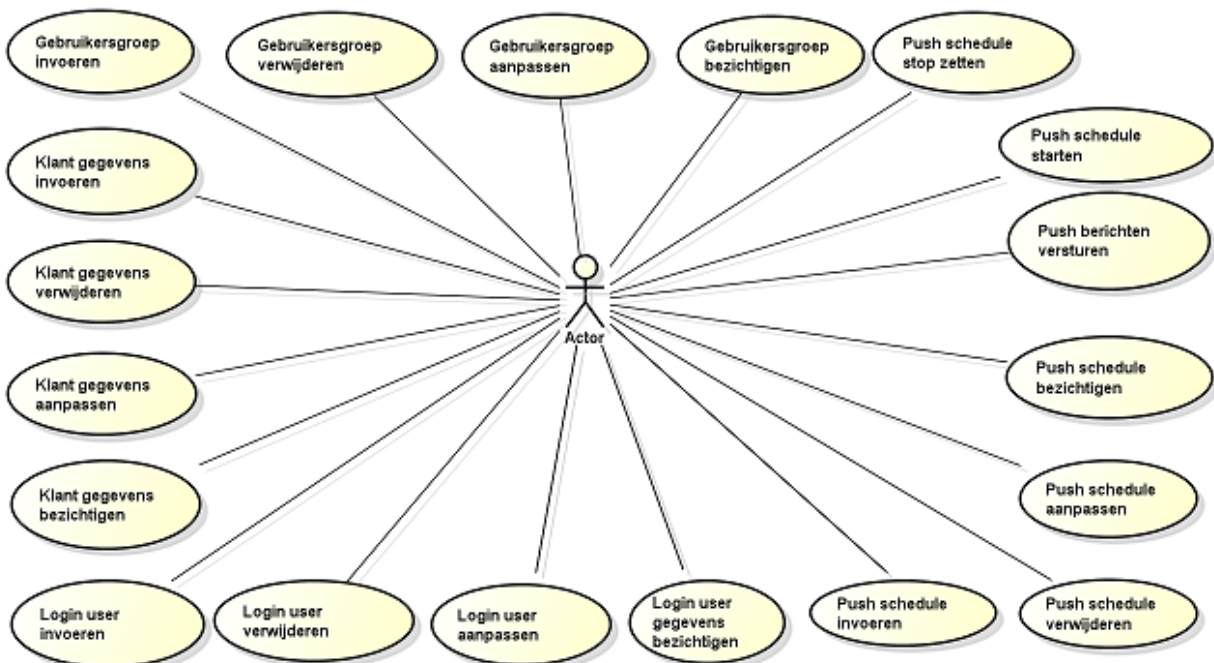 Gebruikersgroep
invoeren
Gebruikersgroep
verwijderen
Gebruikersgroep
aanpassen
Gebruikersgroep
bezichtigen
Push schedule
stop zetten
Push schedule
starten
Klant gegevens
invoeren
Push berichten
versturen
Klant gegevens
verwijderen
Actor
Klant gegevens
aanpassen
Push schedule
bezichtigen
Klant gegevens
bezichtigen
Push schedule
aanpassen
Login user
invoeren
Login user
verwijderen
Login user
aanpassen
Login user
gegevens
bezichtigen
Push schedule
invoeren
Push schedule
verwijderen